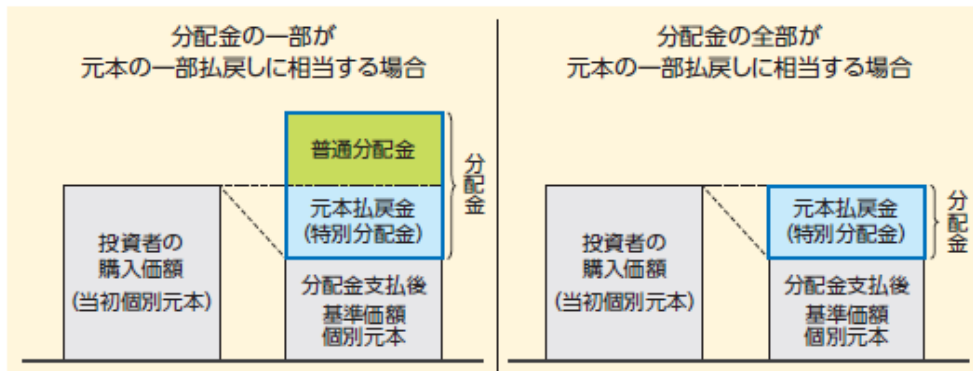 分配金の一部が
元本の一部払戻しに相当する場合
普通分配金
元本払戻金
(特別分配金)
分配金
投資者の
購入価額
(当初個別元本)
分配金支払後
基準価額
個別元本
分配金の全部が
元本の一部払戻しに相当する場合
元本払戻金
(特別分配金)
分配金
投資者の
購入価額
(当初個別元本)
分配金支払後
基準価額
個別元本